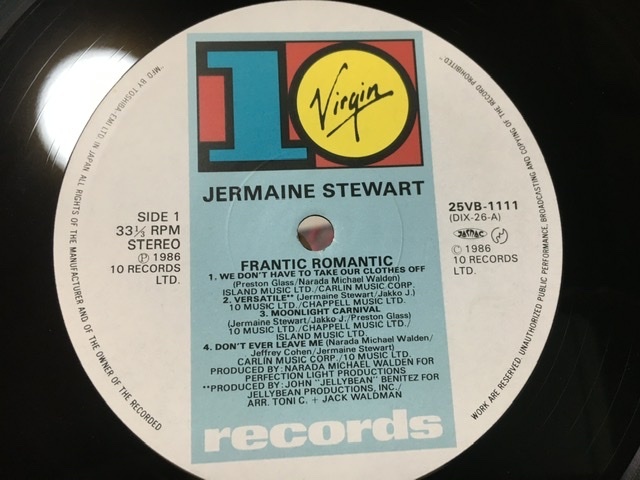 10
Virgin
JERMAINE STEWART
SIDE 1
33⅓ RPM
STEREO
Ⓟ 1986
10 RECORDS
LTD.
25VB-1111
(DIX-26-A)
JASRAC
© 1986
10 RECORDS
LTD.
FRANTIC ROMANTIC
1. WE DON'T HAVE TO TAKE OUR CLOTHES OFF
(Preston Glass/Narada Michael Walden)
ISLAND MUSIC LTD./CARLIN MUSIC CORP.
2. VERSATILE** (Jermaine Stewart/Jakko J.)
10 MUSIC LTD./CHAPPELL MUSIC LTD.
3. MOONLIGHT CARNIVAL
(Jermaine Stewart/Jakko J./Preston Glass)
10 MUSIC LTD./CHAPPELL MUSIC LTD./
ISLAND MUSIC LTD.
4. DON'T EVER LEAVE ME (Narada Michael Walden/
Jeffrey Cohen/Jermaine Stewart)
CARLIN MUSIC CORP./10 MUSIC LTD.
PRODUCED BY: NARADA MICHAEL WALDEN FOR
PERFECTION LIGHT PRODUCTIONS
**PRODUCED BY: JOHN "JELLYBEAN" BENITEZ FOR
JELLYBEAN PRODUCTIONS, INC./
ARR. TONI C. + JACK WALDMAN
records
"MFD BY TOSHIBA-EMI LTD IN JAPAN ALL RIGHTS OF THE MANUFACTURER AND OF THE OWNER OF THE RECORDED
WORK ARE RESERVED. UNAUTHORIZED PUBLIC PERFORMANCE, BROADCASTING AND COPYING OF THE RECORD PROHIBITED."